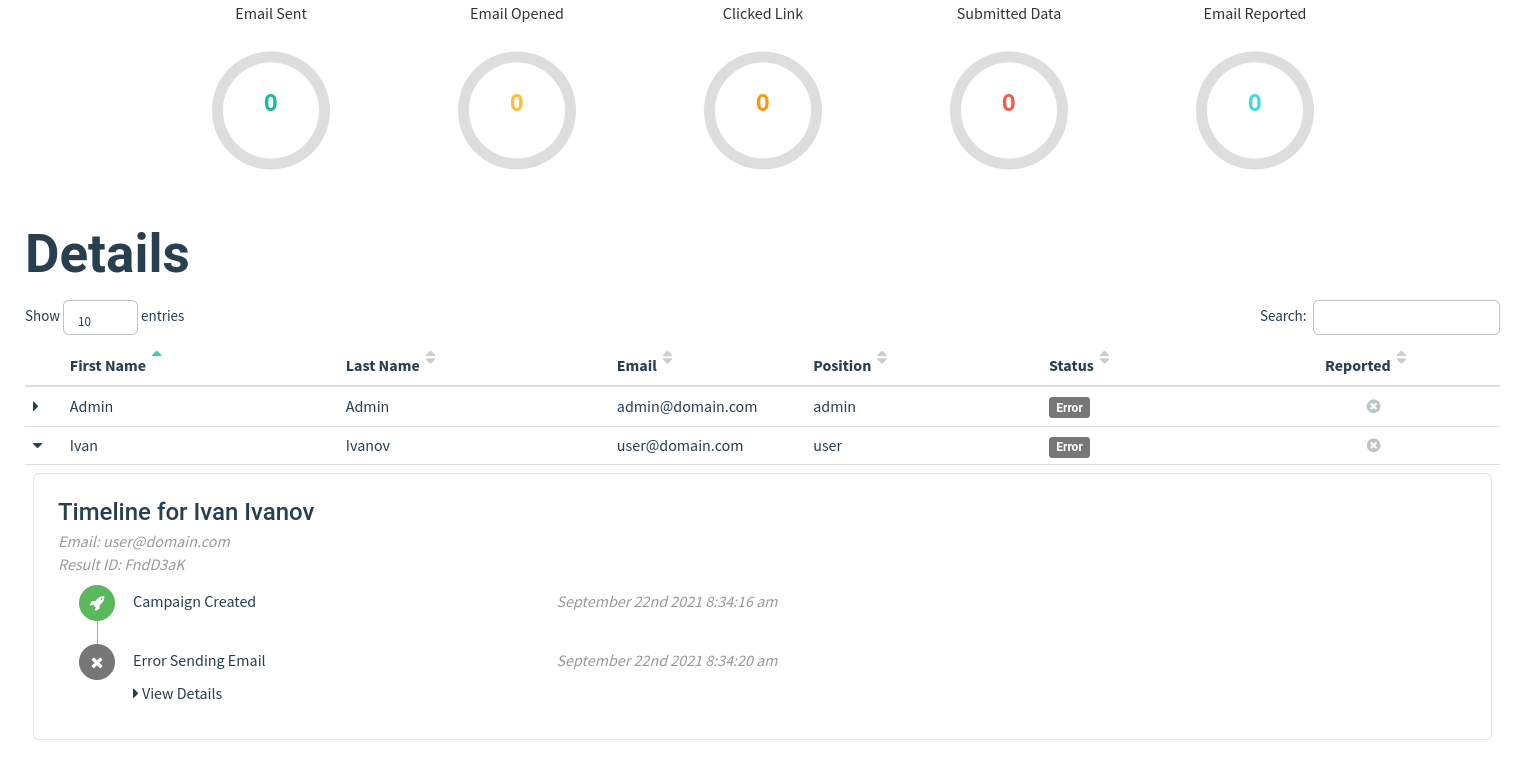 Email Sent Email Opened Clicked Link Submitted Data Email Reported
0 0 0 0 0
Details
Show 10 entries Search:
First Name Last Name Email Position Status Reported
Admin Admin admin@domain.com admin Error
Ivan Ivanov user@domain.com user Error
Timeline for Ivan Ivanov
Email: user@domain.com
Result ID: FndD3aK
Campaign Created September 22nd 2021 8:34:16 am
Error Sending Email September 22nd 2021 8:34:20 am
View Details